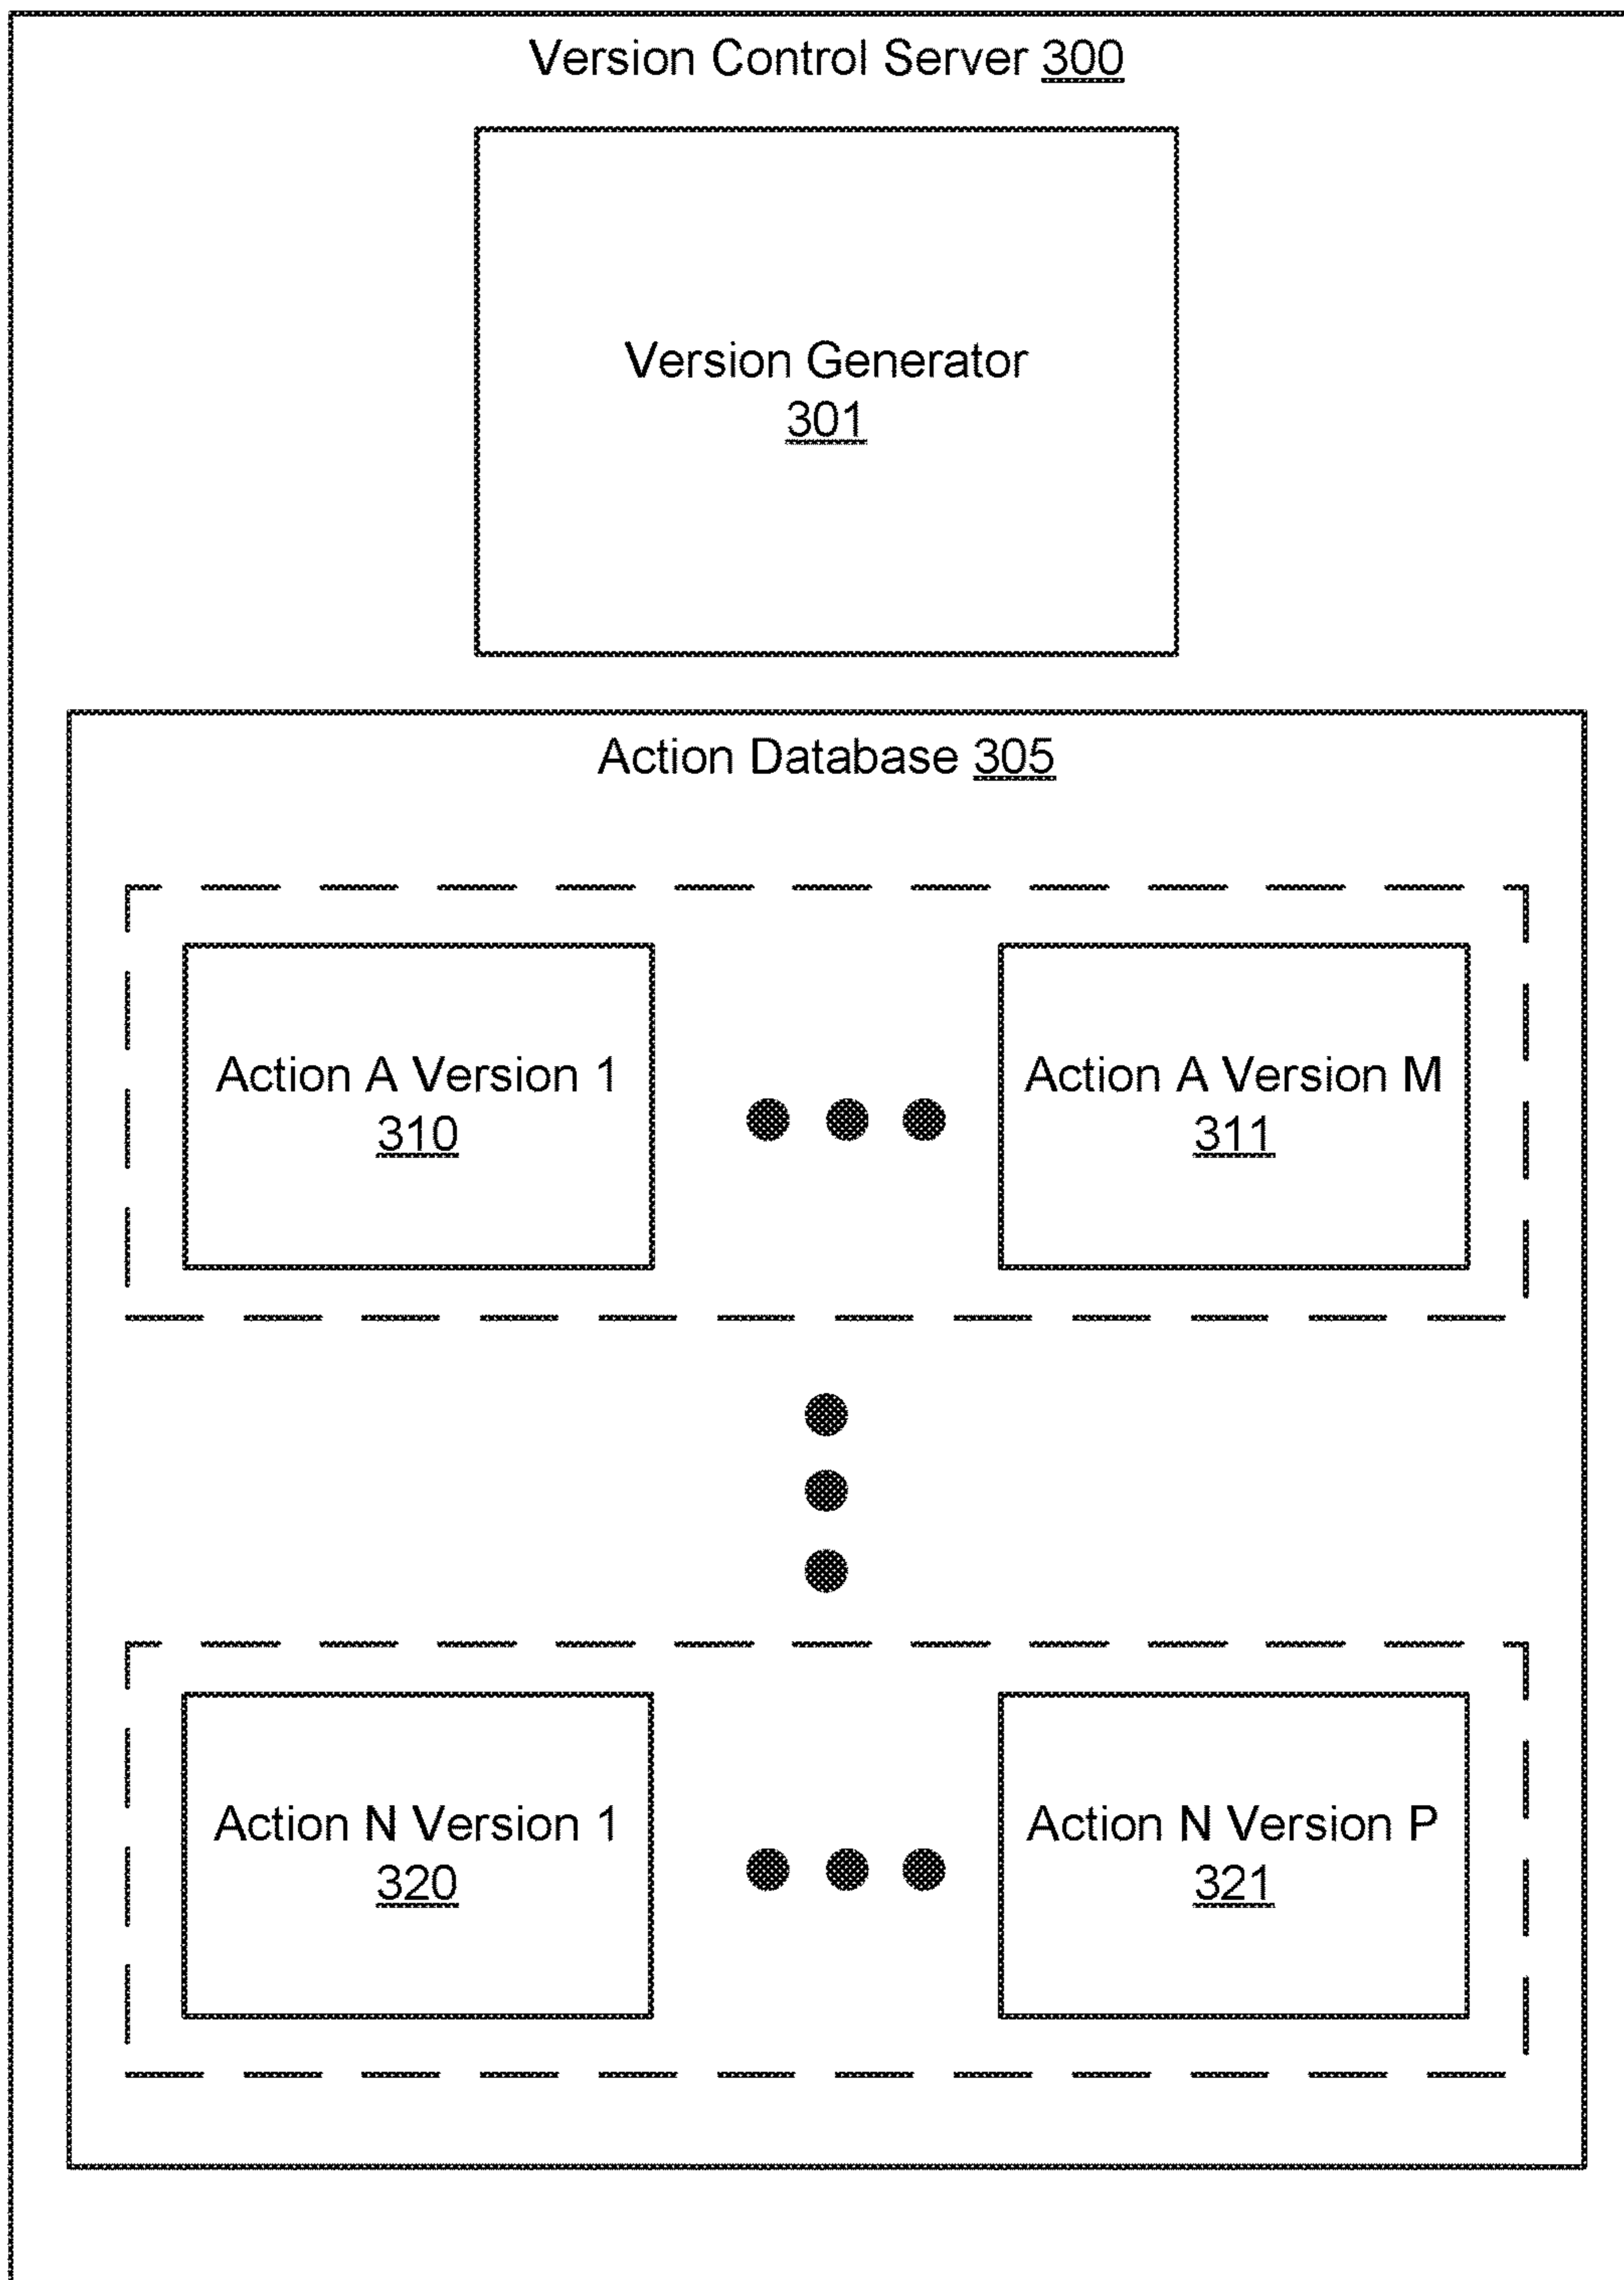 Version Control Server 300
Version Generator
301
Action Database 305
Action A Version 1
310
Action A Version M
311
Action N Version 1
320
Action N Version P
321